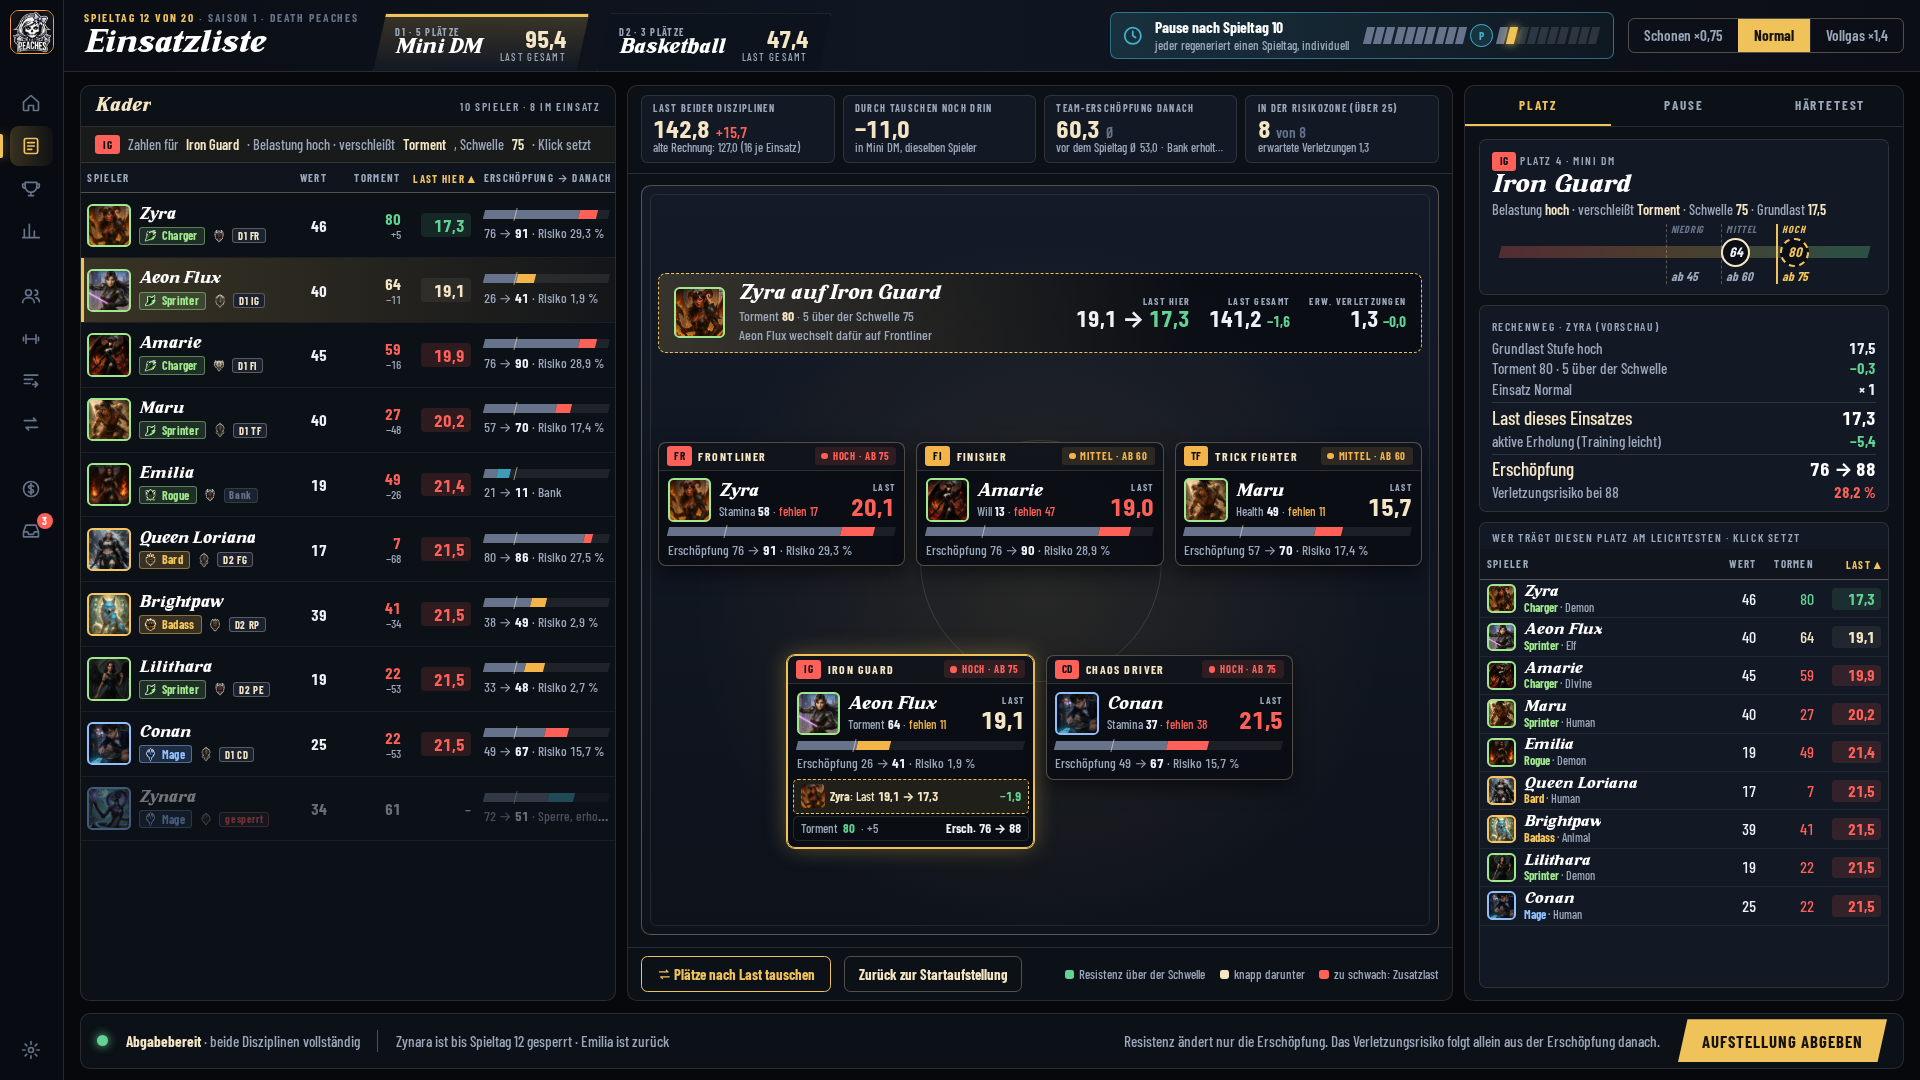 SPIELTAG 12 VON 20 · SAISON 1 · DEATH PEACHES
Einsatzliste
D1 · 5 PLÄTZE
Mini DM
95,4
LAST GESAMT
D2 · 3 PLÄTZE
Basketball
47,4
LAST GESAMT
Pause nach Spieltag 10
jeder regeneriert einen Spieltag, individuell
P
Schonen ×0,75
Normal
Vollgas ×1,4
PEACHES
3
Kader
10 SPIELER · 8 IM EINSATZ
IG Zahlen für Iron Guard · Belastung hoch · verschleißt Torment , Schwelle 75 · Klick setzt
SPIELER WERT TORMENT LAST HIER ▲ ERSCHÖPFUNG → DANACH
Zyra
Charger D1 FR
46
80
+5
17,3
76 → 91 · Risiko 29,3 %
Aeon Flux
Sprinter D1 IG
40
64
−11
19,1
26 → 41 · Risiko 1,9 %
Amarie
Charger D1 FI
45
59
−16
19,9
76 → 90 · Risiko 28,9 %
Maru
Sprinter D1 TF
40
27
−48
20,2
57 → 70 · Risiko 17,4 %
Emilia
Rogue Bank
19
49
−26
21,4
21 → 11 · Bank
Queen Loriana
Bard D2 FG
17
7
−68
21,5
80 → 86 · Risiko 27,5 %
Brightpaw
Badass D2 RP
39
41
−34
21,5
38 → 49 · Risiko 2,9 %
Lilithara
Sprinter D2 PE
19
22
−53
21,5
33 → 48 · Risiko 2,7 %
Conan
Mage D1 CD
25
22
−53
21,5
49 → 67 · Risiko 15,7 %
Zynara
Mage gesperrt
34
61
–
72 → 51 · Sperre, erho...
LAST BEIDER DISZIPLINEN
142,8 +15,7
alte Rechnung: 127,0 (16 je Einsatz)
DURCH TAUSCHEN NOCH DRIN
−11,0
in Mini DM, dieselben Spieler
TEAM-ERSCHÖPFUNG DANACH
60,3 Ø
vor dem Spieltag Ø 53,0 · Bank erholt...
IN DER RISIKOZONE (ÜBER 25)
8 von 8
erwartete Verletzungen 1,3
Zyra auf Iron Guard
Torment 80 · 5 über der Schwelle 75
Aeon Flux wechselt dafür auf Frontliner
LAST HIER
19,1 → 17,3
LAST GESAMT
141,2 −1,6
ERW. VERLETZUNGEN
1,3 −0,0
FR FRONTLINER HOCH · AB 75
Zyra
Stamina 58 · fehlen 17
LAST
20,1
Erschöpfung 76 → 91 · Risiko 29,3 %
FI FINISHER MITTEL · AB 60
Amarie
Will 13 · fehlen 47
LAST
19,0
Erschöpfung 76 → 90 · Risiko 28,9 %
TF TRICK FIGHTER MITTEL · AB 60
Maru
Health 49 · fehlen 11
LAST
15,7
Erschöpfung 57 → 70 · Risiko 17,4 %
IG IRON GUARD HOCH · AB 75
Aeon Flux
Torment 64 · fehlen 11
LAST
19,1
Erschöpfung 26 → 41 · Risiko 1,9 %
Zyra: Last 19,1 → 17,3 −1,9
Torment 80 · +5 Ersch. 76 → 88
CD CHAOS DRIVER HOCH · AB 75
Conan
Stamina 37 · fehlen 38
LAST
21,5
Erschöpfung 49 → 67 · Risiko 15,7 %
Plätze nach Last tauschen
Zurück zur Startaufstellung
Resistenz über der Schwelle
knapp darunter
zu schwach: Zusatzlast
PLATZ
PAUSE
HÄRTETEST
IG PLATZ 4 · MINI DM
Iron Guard
Belastung hoch · verschleißt Torment · Schwelle 75 · Grundlast 17,5
NIEDRIG MITTEL HOCH
64 80
ab 45 ab 60 ab 75
RECHENWEG · ZYRA (VORSCHAU)
Grundlast Stufe hoch 17,5
Torment 80 · 5 über der Schwelle −0,3
Einsatz Normal × 1
Last dieses Einsatzes 17,3
aktive Erholung (Training leicht) −5,4
Erschöpfung 76 → 88
Verletzungsrisiko bei 88 28,2 %
WER TRÄGT DIESEN PLATZ AM LEICHTESTEN · KLICK SETZT
SPIELER WERT TORMEN LAST ▲
Zyra
Charger · Demon
46 80 17,3
Aeon Flux
Sprinter · Elf
40 64 19,1
Amarie
Charger · Divine
45 59 19,9
Maru
Sprinter · Human
40 27 20,2
Emilia
Rogue · Demon
19 49 21,4
Queen Loriana
Bard · Human
17 7 21,5
Brightpaw
Badass · Animal
39 41 21,5
Lilithara
Sprinter · Demon
19 22 21,5
Conan
Mage · Human
25 22 21,5
Abgabebereit · beide Disziplinen vollständig
Zynara ist bis Spieltag 12 gesperrt · Emilia ist zurück
Resistenz ändert nur die Erschöpfung. Das Verletzungsrisiko folgt allein aus der Erschöpfung danach.
AUFSTELLUNG ABGEBEN